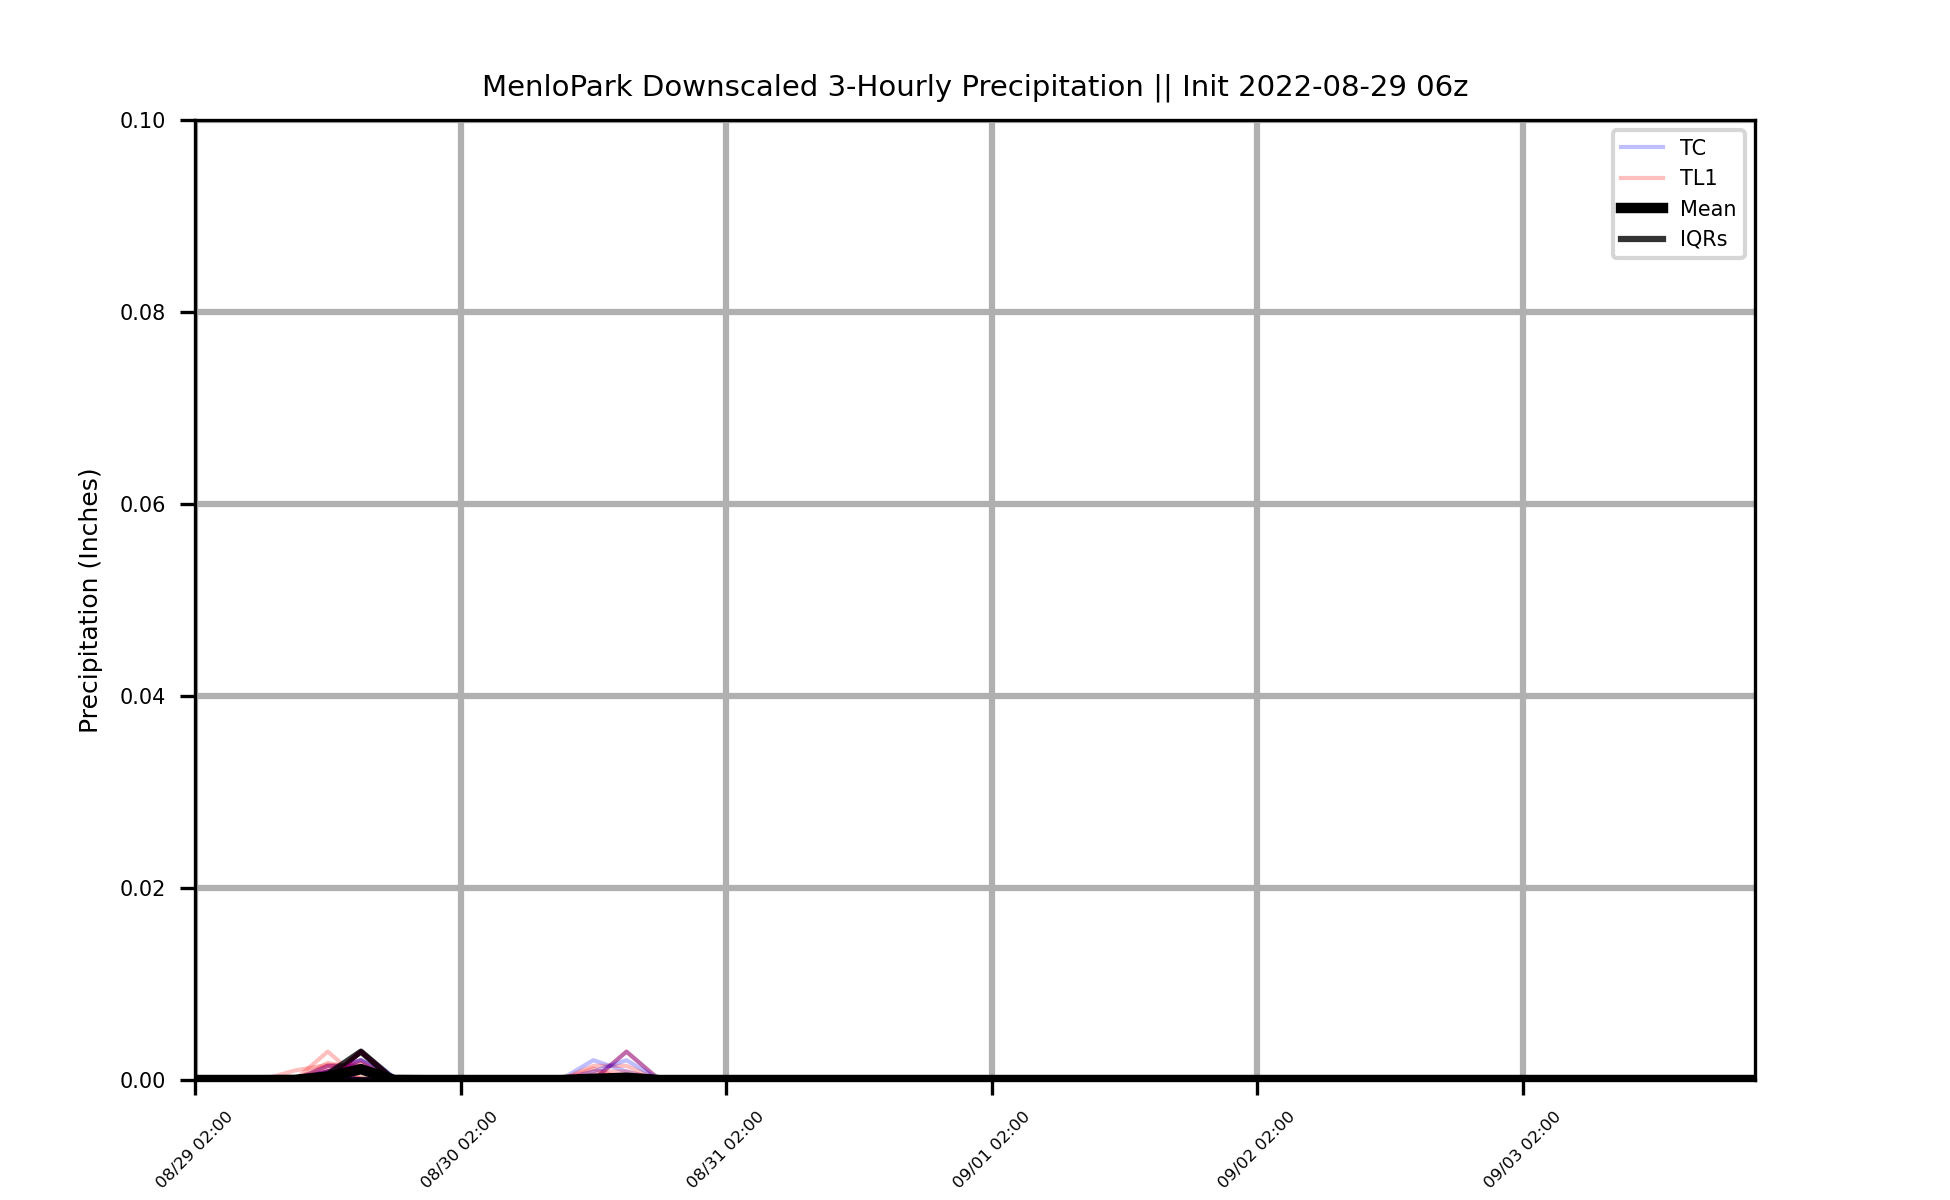 MenloPark Downscaled 3-Hourly Precipitation || Init 2022-08-29 06z
TC
TL1
Mean
IQRs
Precipitation (Inches)
0.10
0.08
0.06
0.04
0.02
0.00
08/29 02:00
08/30 02:00
08/31 02:00
09/01 02:00
09/02 02:00
09/03 02:00